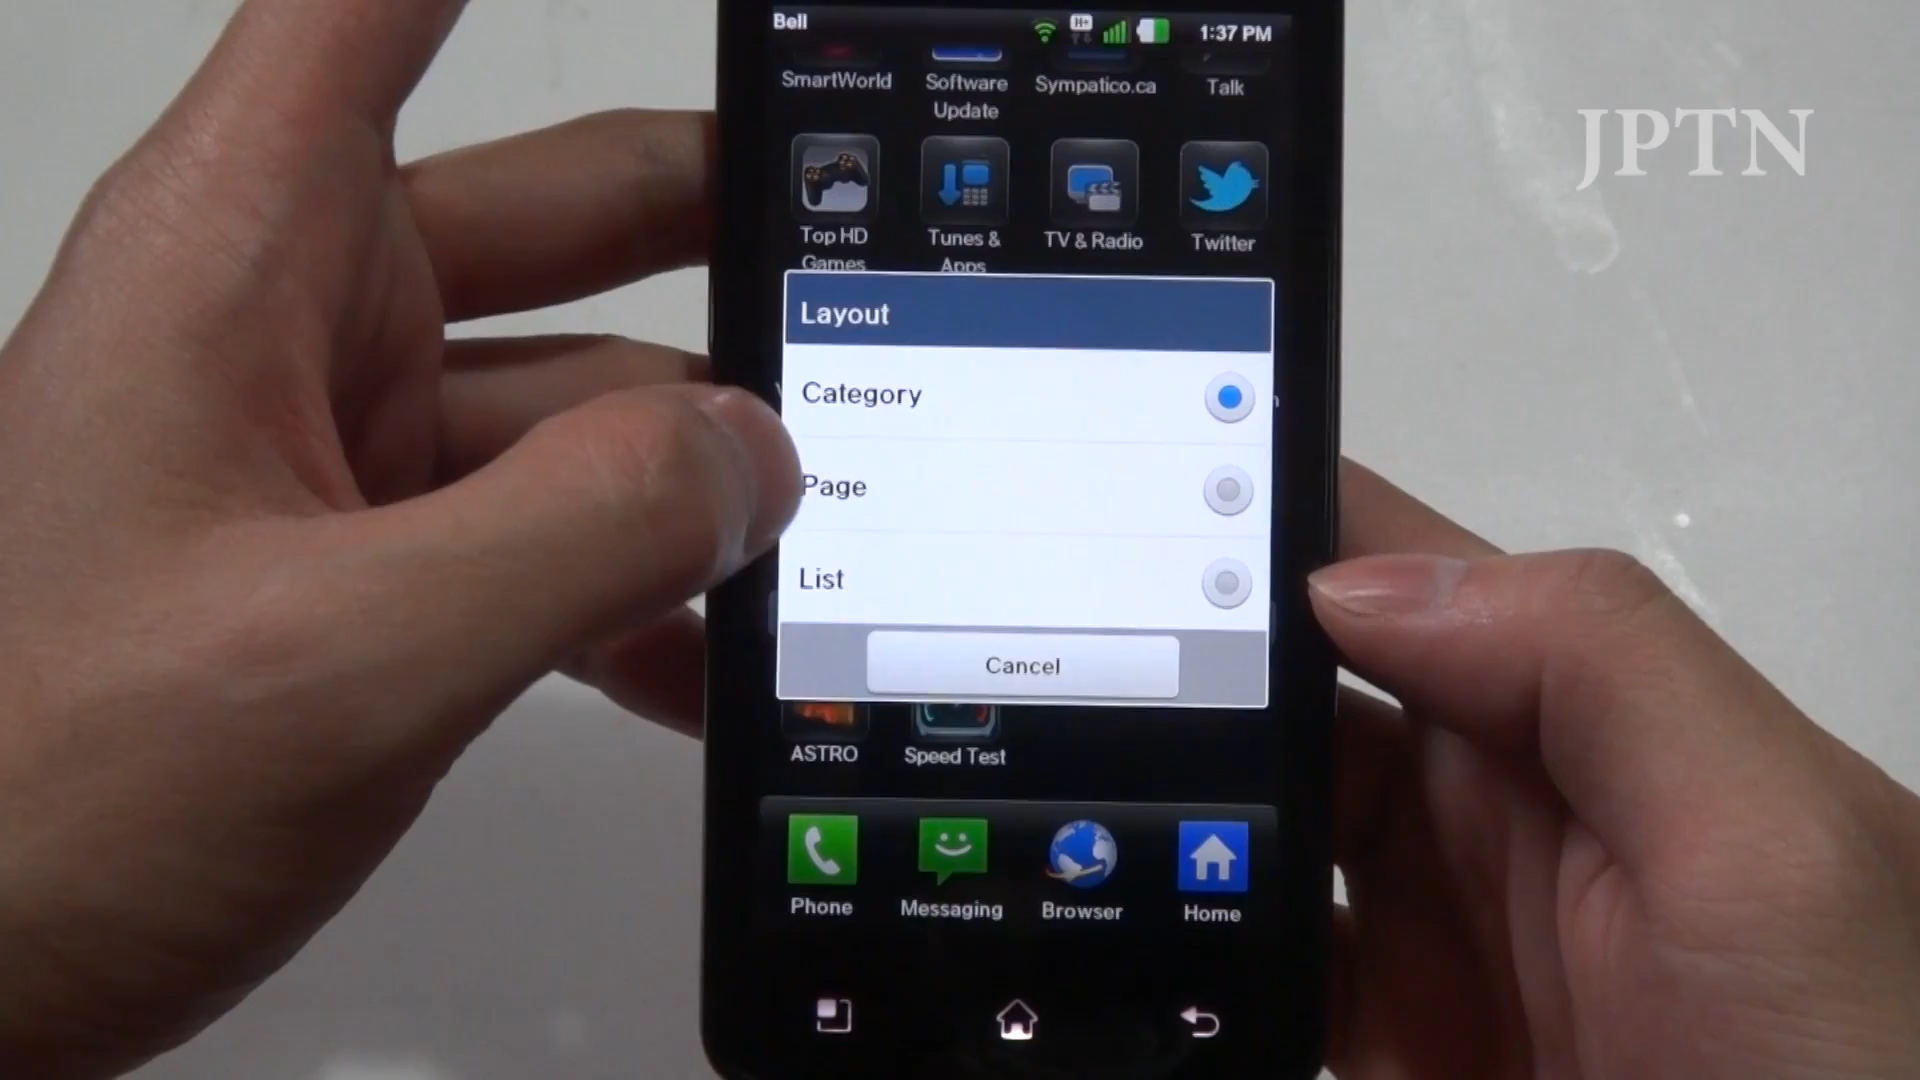 Bell
H+
1:37 PM
SmartWorld
Software
Update
Sympatico.ca
Talk
JPTN
Top HD
Games
Tunes &
Apps
TV & Radio
Twitter
Layout
Category
Page
List
Cancel
ASTRO
Speed Test
Phone
Messaging
Browser
Home